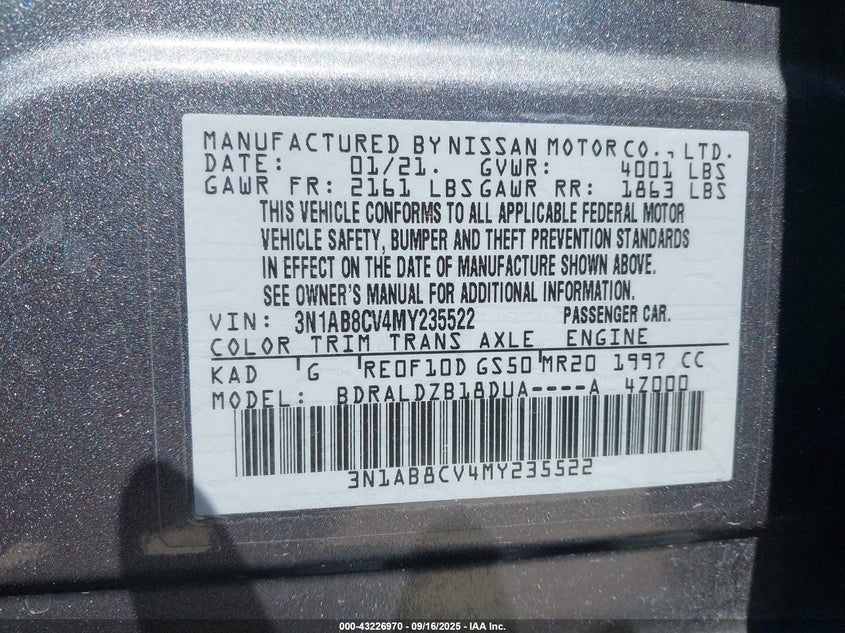 MANUFACTURED BY NISSAN MOTOR CO., LTD.
DATE: 01/21. GVWR: 4001 LBS
GAWR FR: 2161 LBS GAWR RR: 1863 LBS
THIS VEHICLE CONFORMS TO ALL APPLICABLE FEDERAL MOTOR
VEHICLE SAFETY, BUMPER AND THEFT PREVENTION STANDARDS
IN EFFECT ON THE DATE OF MANUFACTURE SHOWN ABOVE.
SEE OWNER'S MANUAL FOR ADDITIONAL INFORMATION.
VIN: 3N1AB8CV4MY235522 PASSENGER CAR.
COLOR TRIM TRANS AXLE ENGINE
KAD G RE0F10D GS50 MR20 1997 CC
MODEL: BDRALDZB18DUA----A 4Z000
3N1AB8CV4MY235522
000-43226970 - 09/16/2025 - IAA Inc.